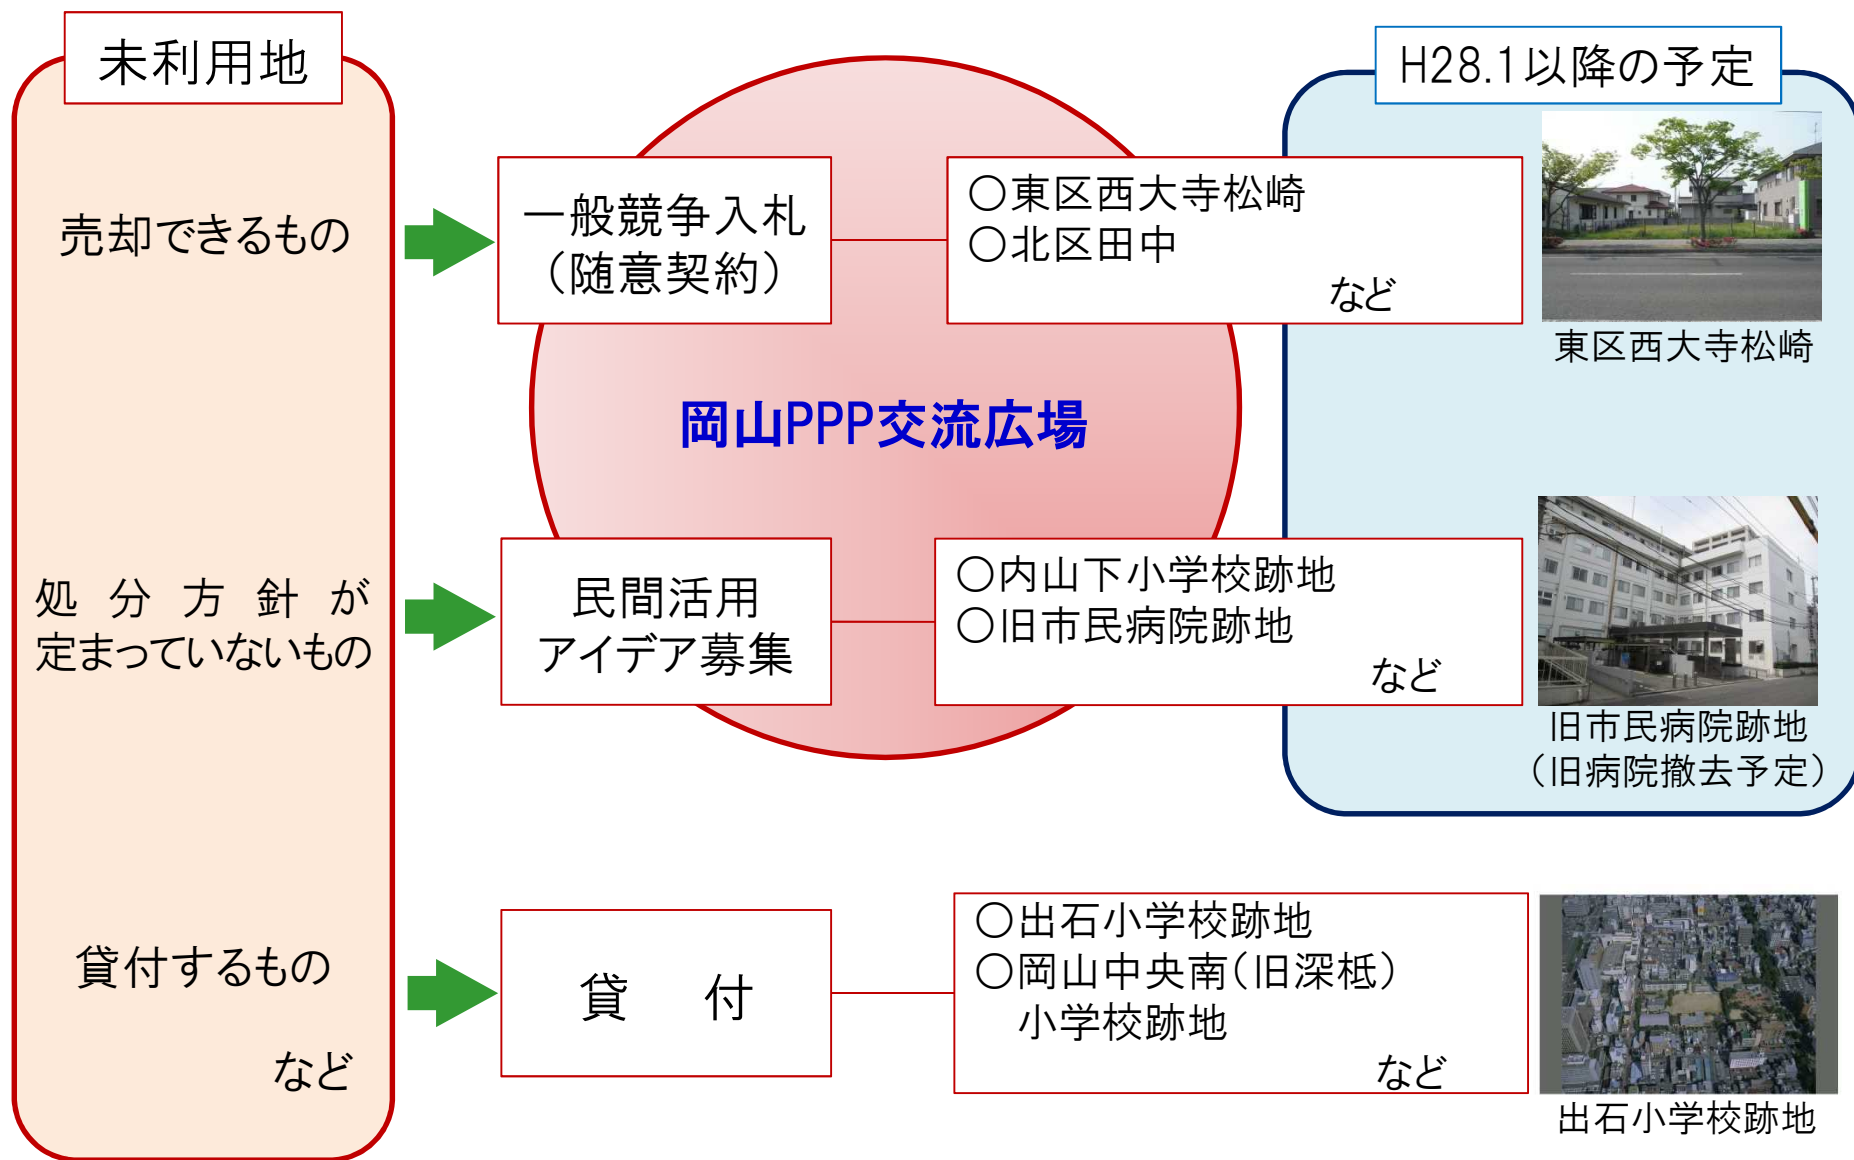 未利用地
H28.1以降の予定
売却できるもの
一般競争入札
（随意契約）
○東区西大寺松崎
○北区田中
など
東区西大寺松崎
岡山PPP交流広場
処分方針が
定まっていないもの
民間活用
アイデア募集
○内山下小学校跡地
○旧市民病院跡地
など
旧市民病院跡地
（旧病院撤去予定）
貸付するもの
など
貸　付
○出石小学校跡地
○岡山中央南（旧深柢）
小学校跡地
など
出石小学校跡地